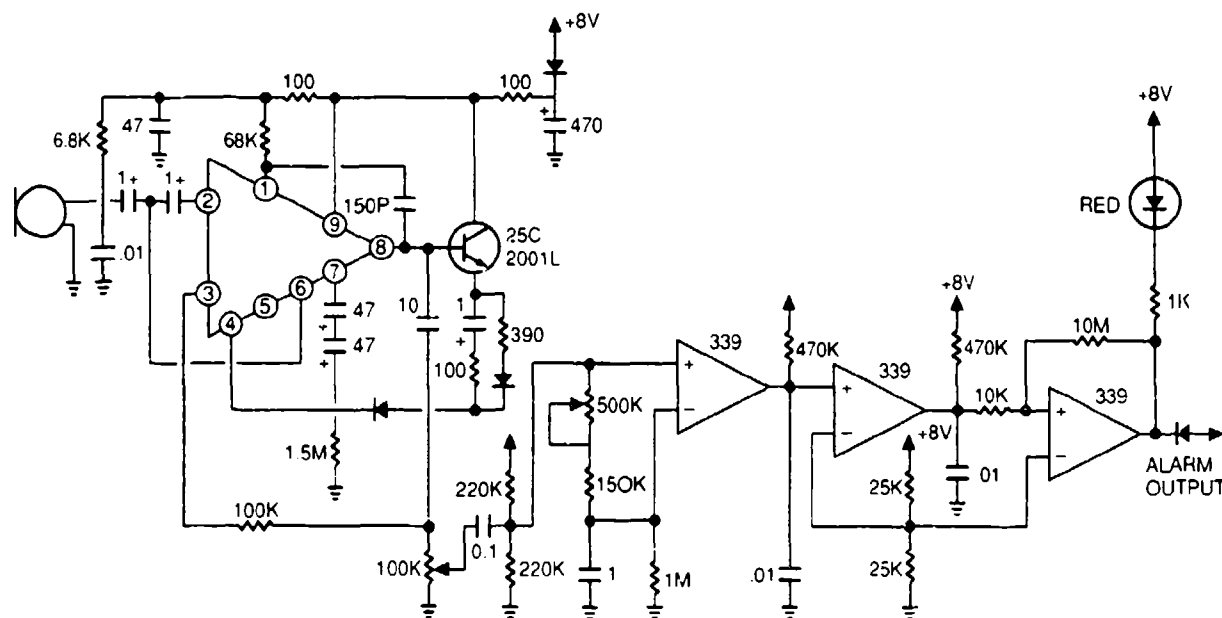 +8V
100
100
470
+8V
6.8K
47
68K
1+
1+
2
1
150P
9
8
25C
2001L
RED
.01
3
4
5
6
7
47
47
10
1
390
100
1K
+8V
+8V
470K
470K
10M
339
339
339
10K
+
−
+
−
+
−
+
+
+
+
+
500K
1.5M
220K
150K
+8V
.01
25K
ALARM
OUTPUT
100K
0.1
100K
220K
1
1M
.01
25K